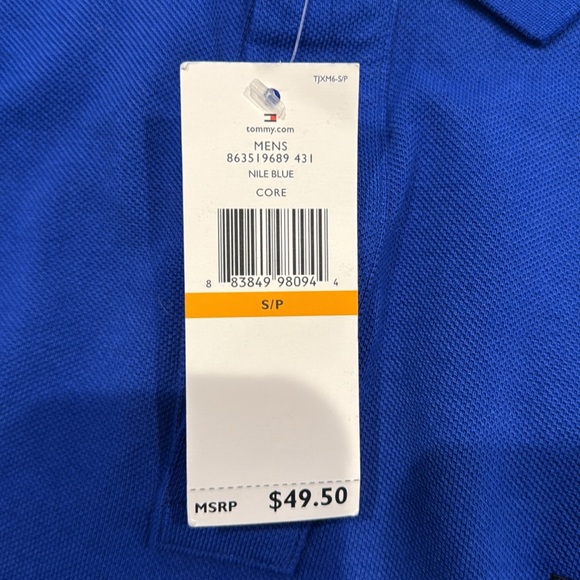 TJXM6-S/P
tommy.com
MENS
863519689 431
NILE BLUE
CORE
8 83849 98094 4
S/P
MSRP $49.50